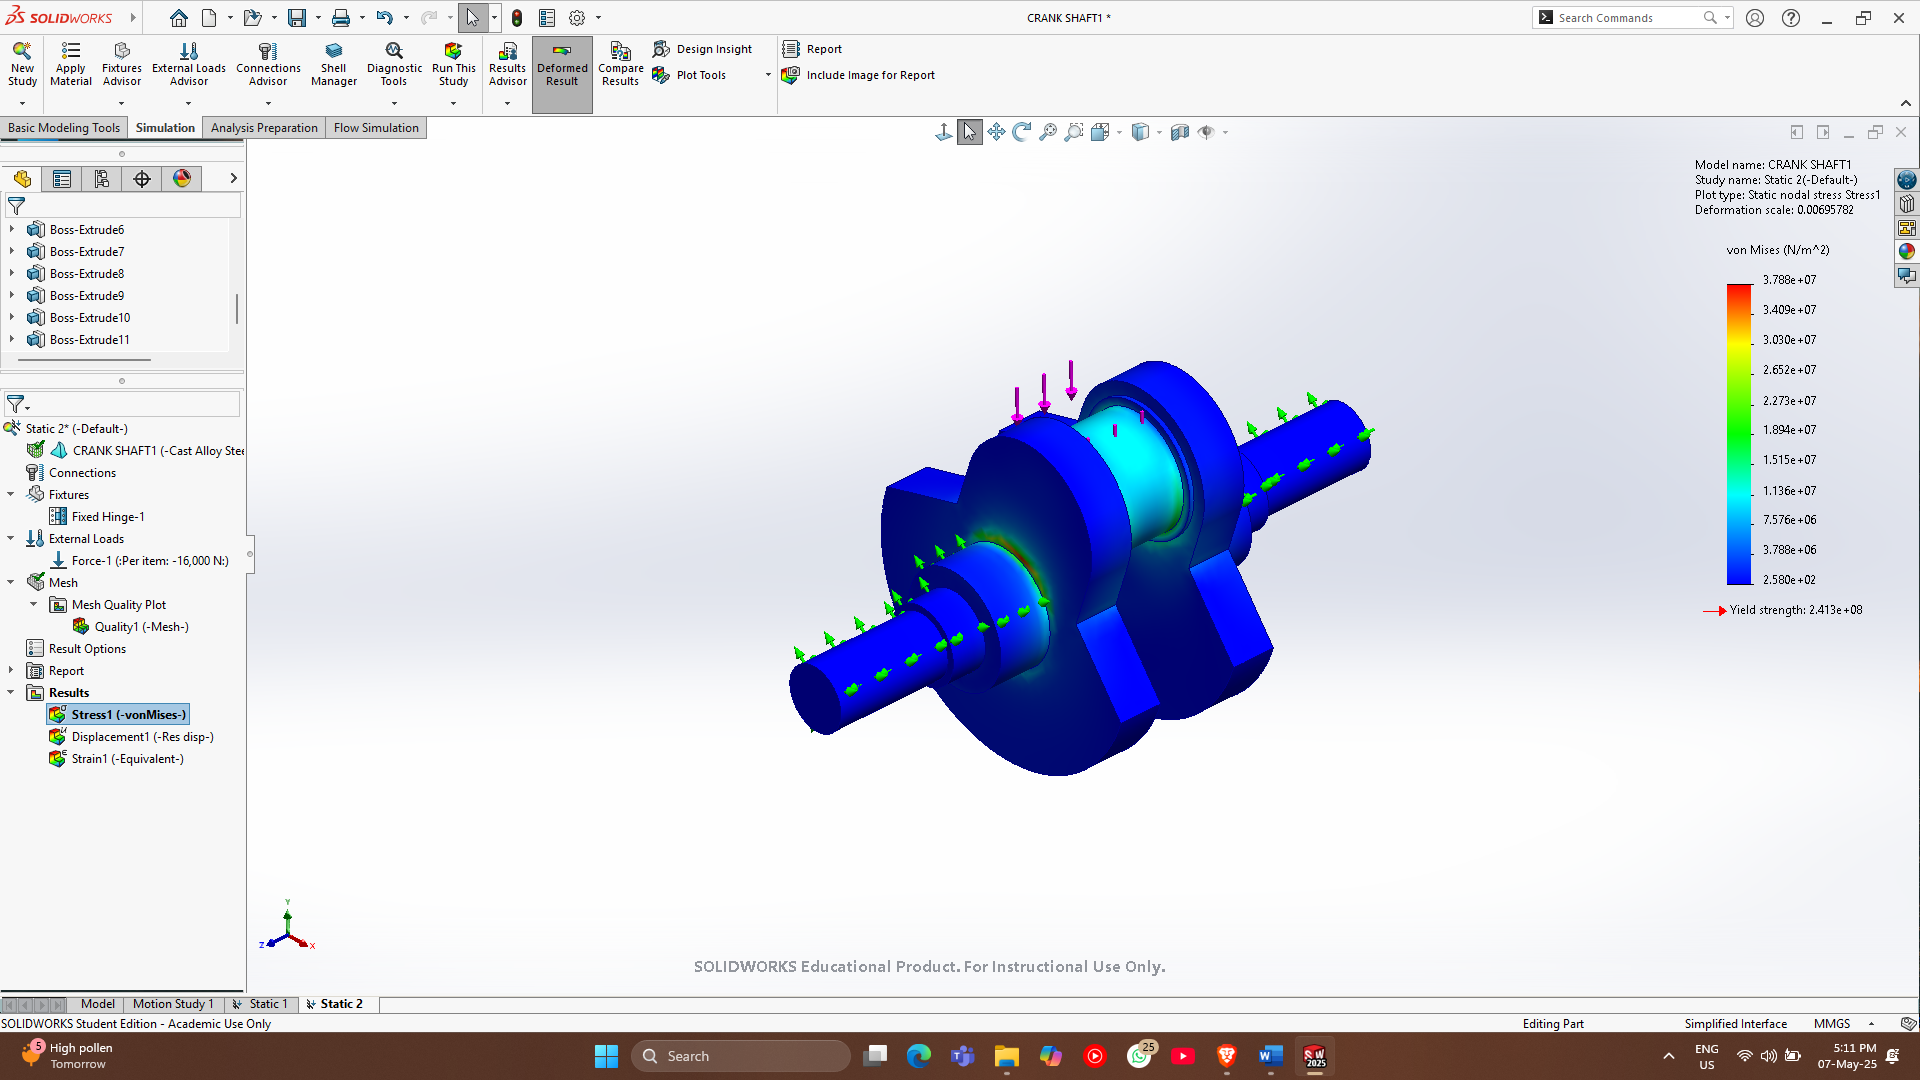 SOLIDWORKS
CRANK SHAFT1 *
Search Commands
New Study
Apply Material
Fixtures Advisor
External Loads Advisor
Connections Advisor
Shell Manager
Diagnostic Tools
Run This Study
Results Advisor
Deformed Result
Compare Results
Design Insight
Plot Tools
Report
Include Image for Report
Basic Modeling Tools
Simulation
Analysis Preparation
Flow Simulation
Boss-Extrude6
Boss-Extrude7
Boss-Extrude8
Boss-Extrude9
Boss-Extrude10
Boss-Extrude11
Static 2* (-Default-)
CRANK SHAFT1 (-Cast Alloy Stee
Connections
Fixtures
Fixed Hinge-1
External Loads
Force-1 (:Per item: -16,000 N:)
Mesh
Mesh Quality Plot
Quality1 (-Mesh-)
Result Options
Report
Results
Stress1 (-vonMises-)
Displacement1 (-Res disp-)
Strain1 (-Equivalent-)
Model name: CRANK SHAFT1
Study name: Static 2(-Default-)
Plot type: Static nodal stress Stress1
Deformation scale: 0.00695782
von Mises (N/m^2)
3.788e+07
3.409e+07
3.030e+07
2.652e+07
2.273e+07
1.894e+07
1.515e+07
1.136e+07
7.576e+06
3.788e+06
2.580e+02
Yield strength: 2.413e+08
Y
Z
X
SOLIDWORKS Educational Product. For Instructional Use Only.
Model
Motion Study 1
Static 1
Static 2
SOLIDWORKS Student Edition - Academic Use Only
Editing Part
Simplified Interface
MMGS
5
High pollen
Tomorrow
Search
25
SW
2025
ENG
US
5:11 PM
07-May-25